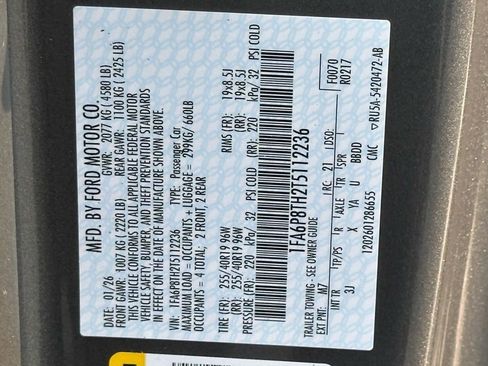 MFD. BY FORD MOTOR CO.
DATE: 01/26 GVWR: 2077 KG ( 4580 LB)
FRONT GAWR: 1007 KG ( 2220 LB) REAR GAWR: 1100 KG ( 2425 LB)
THIS VEHICLE CONFORMS TO ALL APPLICABLE FEDERAL MOTOR
VEHICLE SAFETY, BUMPER, AND THEFT PREVENTION STANDARDS
IN EFFECT ON THE DATE OF MANUFACTURE SHOWN ABOVE.
VIN: 1FA6P8TH2T5112236 TYPE: Passenger Car
MAXIMUM LOAD = OCCUPANTS + LUGGAGE = 299KG/ 660LB
OCCUPANTS = 4 TOTAL: 2 FRONT, 2 REAR
TIRE (FR): 255/40R19 96W RIMS (FR): 19x8.5J
TIRE (RR): 255/40R19 96W RIMS (RR): 19x8.5J
PRESSURE (FR): 220 kPa/ 32 PSI COLD (RR): 220 kPa/ 32 PSI COLD
1FA6P8TH2T5112236
TRAILER TOWING - SEE OWNER GUIDE F0070
EXT PNT: M7 RC: 21 DSO: R0217
INT TR TP/PS R AXLE TR SPR
3J X YA U BBDD
1202601286655 CMC RU5A-5420472-AB